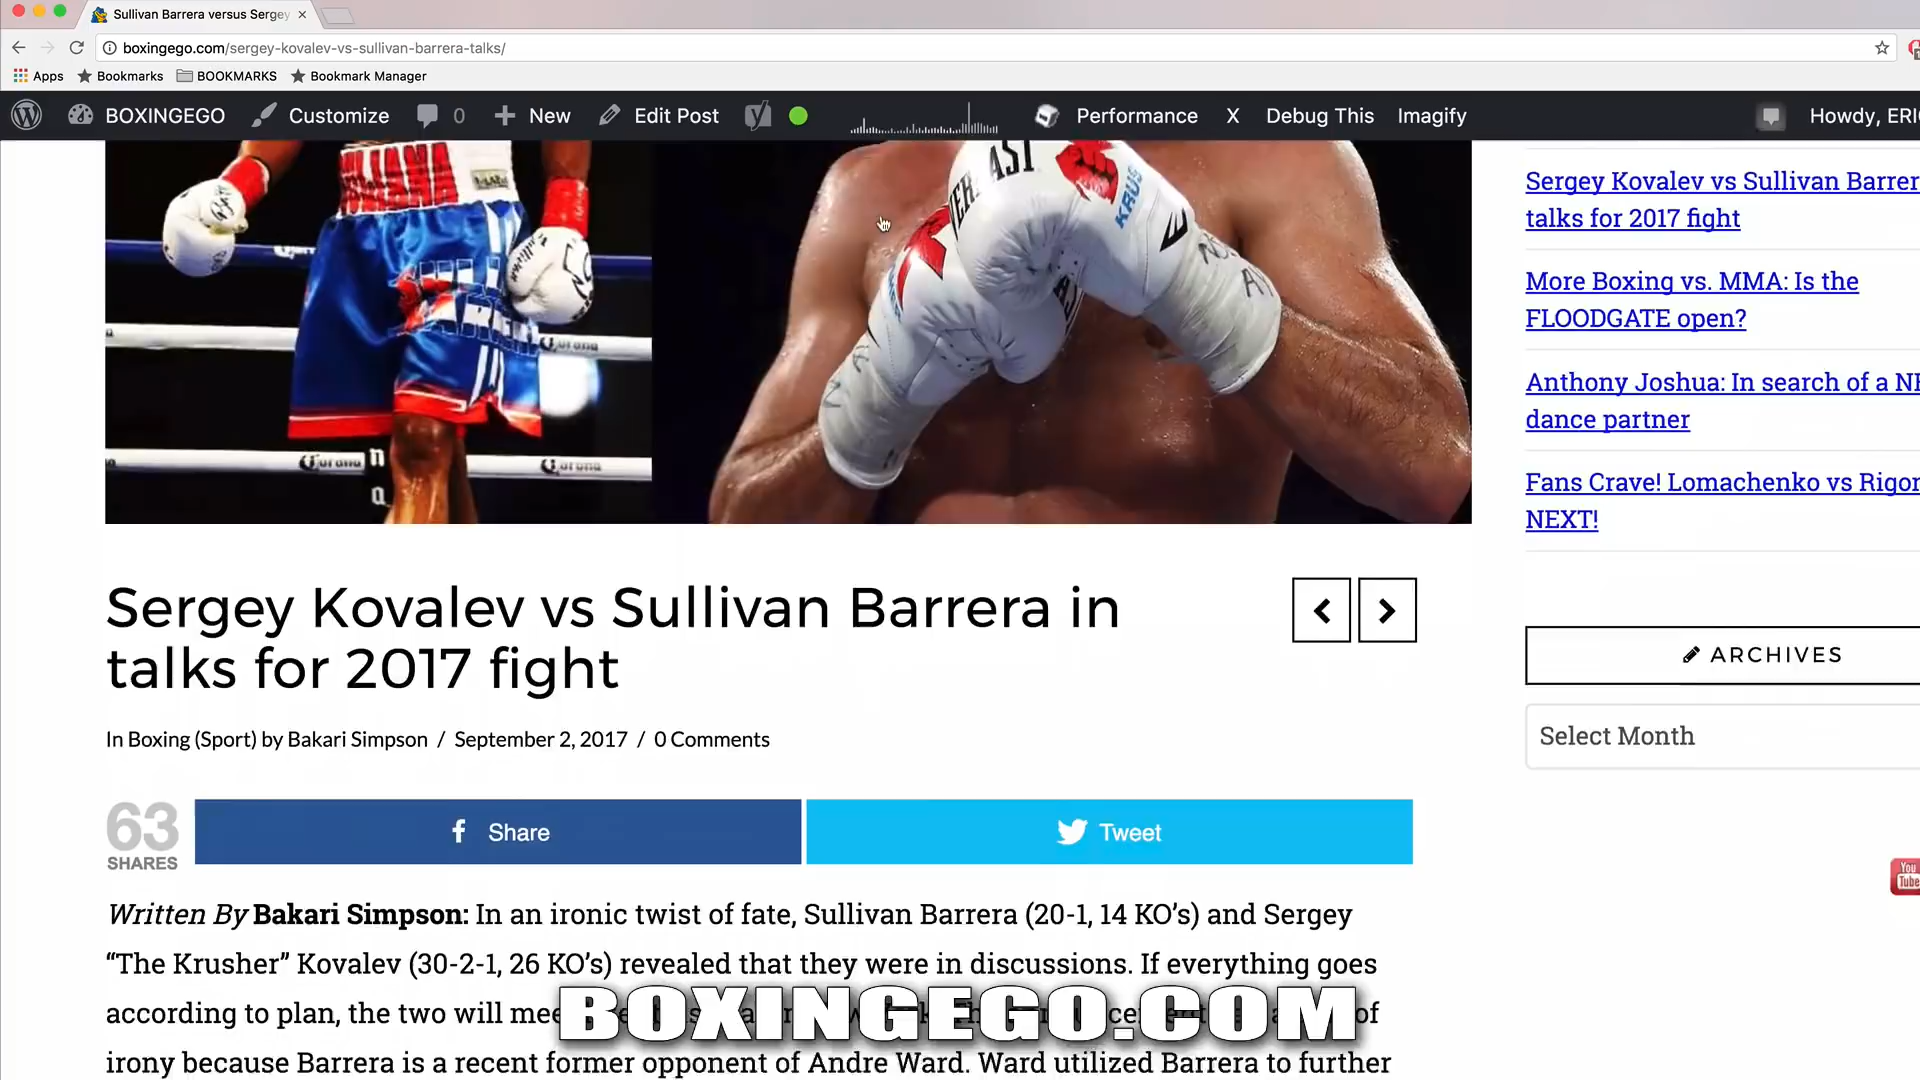 Sullivan Barrera versus Sergey
boxingego.com/sergey-kovalev-vs-sullivan-barrera-talks/
Apps Bookmarks BOOKMARKS Bookmark Manager
BOXINGEGO Customize 0 New Edit Post Performance X Debug This Imagify Howdy, ERI
KRUS
Corona
Corona
Corona
Sergey Kovalev vs Sullivan Barrer
talks for 2017 fight
More Boxing vs. MMA: Is the
FLOODGATE open?
Anthony Joshua: In search of a N
dance partner
Fans Crave! Lomachenko vs Rigo
NEXT!
Sergey Kovalev vs Sullivan Barrera in
talks for 2017 fight
ARCHIVES
Select Month
In Boxing (Sport) by Bakari Simpson / September 2, 2017 / 0 Comments
63
SHARES
Share
Tweet
You
Tube
Written By Bakari Simpson: In an ironic twist of fate, Sullivan Barrera (20-1, 14 KO’s) and Sergey
“The Krusher” Kovalev (30-2-1, 26 KO’s) revealed that they were in discussions. If everything goes
according to plan, the two will of
BOXINGEGO.COM
irony because Barrera is a recent former opponent of Andre Ward. Ward utilized Barrera to further